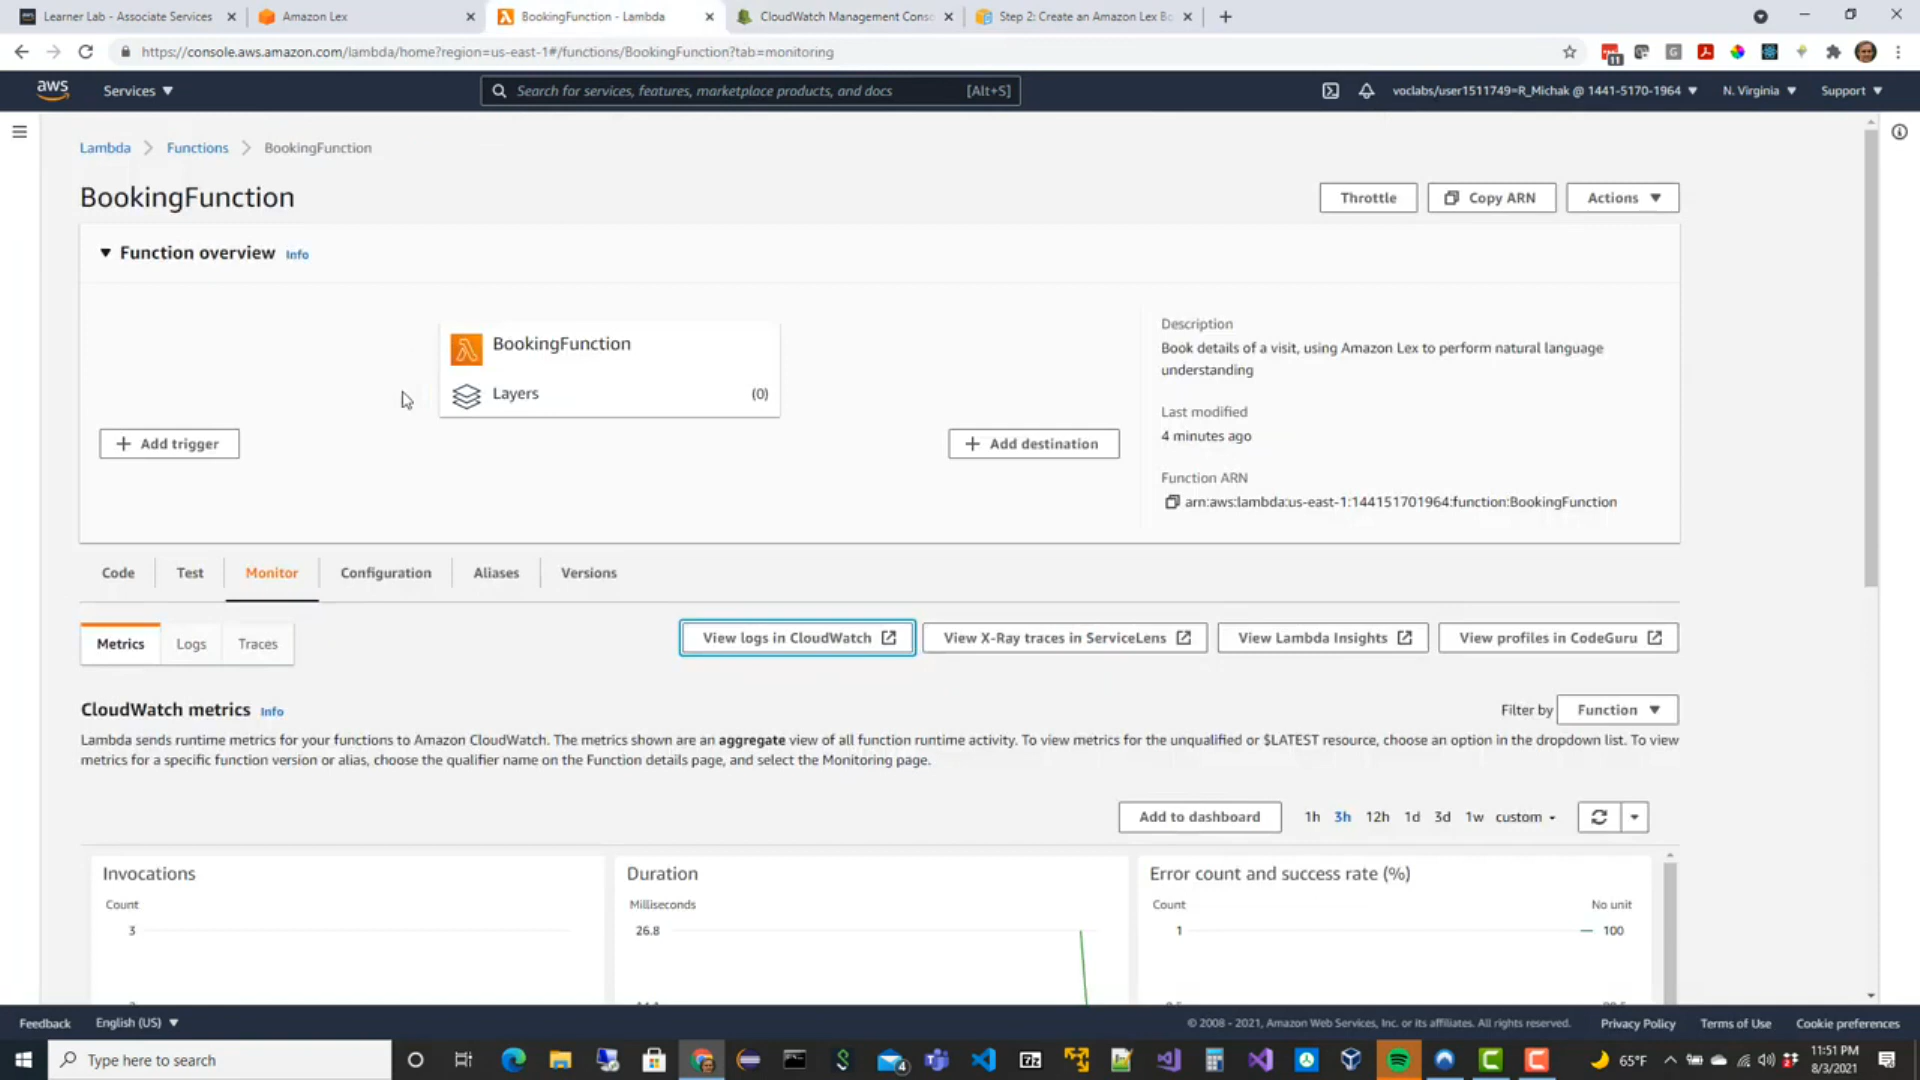 Learner Lab - Associate Services
Amazon Lex
BookingFunction - Lambda
CloudWatch Management Conso
Step 2: Create an Amazon Lex Bo
https://console.aws.amazon.com/lambda/home?region=us-east-1#/functions/BookingFunction?tab=monitoring
11
aws
Services
Search for services, features, marketplace products, and docs
[Alt+S]
voclabs/user1511749=R_Michak @ 1441-5170-1964
N. Virginia
Support
Lambda
Functions
BookingFunction
BookingFunction
Throttle
Copy ARN
Actions
Function overview Info
BookingFunction
Layers
(0)
Add trigger
Add destination
Description
Book details of a visit, using Amazon Lex to perform natural language
understanding
Last modified
4 minutes ago
Function ARN
arn:aws:lambda:us-east-1:144151701964:function:BookingFunction
Code
Test
Monitor
Configuration
Aliases
Versions
Metrics
Logs
Traces
View logs in CloudWatch
View X-Ray traces in ServiceLens
View Lambda Insights
View profiles in CodeGuru
CloudWatch metrics Info
Filter by
Function
Lambda sends runtime metrics for your functions to Amazon CloudWatch. The metrics shown are an aggregate view of all function runtime activity. To view metrics for the unqualified or $LATEST resource, choose an option in the dropdown list. To view
metrics for a specific function version or alias, choose the qualifier name on the Function details page, and select the Monitoring page.
Add to dashboard
1h 3h 12h 1d 3d 1w custom
Invocations
Count
3
Duration
Milliseconds
26.8
Error count and success rate (%)
Count
No unit
1
100
Feedback
English (US)
© 2008 - 2021, Amazon Web Services, Inc. or its affiliates. All rights reserved.
Privacy Policy
Terms of Use
Cookie preferences
Type here to search
4
7z
65°F
11:51 PM
8/3/2021